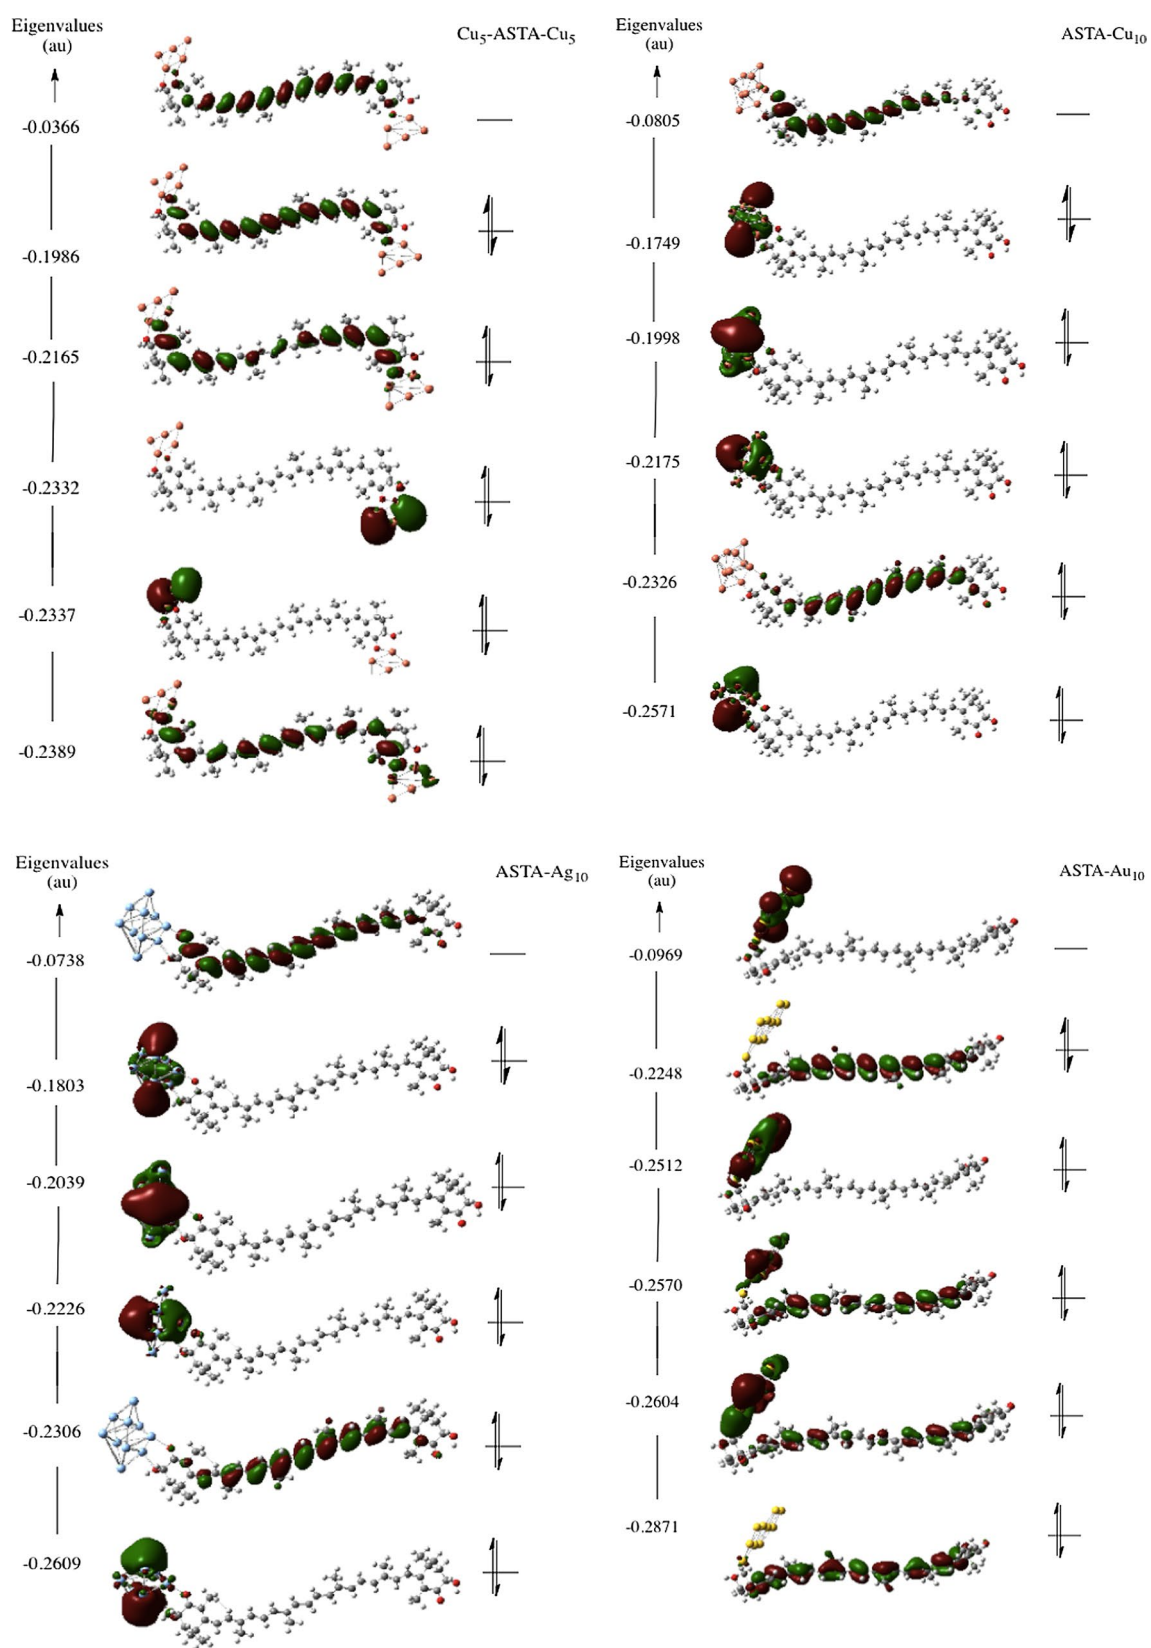 Eigenvalues
(au)
Cu5-ASTA-Cu5
-0.0366
-0.1986
-0.2165
-0.2332
-0.2337
-0.2389
Eigenvalues
(au)
ASTA-Cu10
-0.0805
-0.1749
-0.1998
-0.2175
-0.2326
-0.2571
Eigenvalues
(au)
ASTA-Ag10
-0.0738
-0.1803
-0.2039
-0.2226
-0.2306
-0.2609
Eigenvalues
(au)
ASTA-Au10
-0.0969
-0.2248
-0.2512
-0.2570
-0.2604
-0.2871